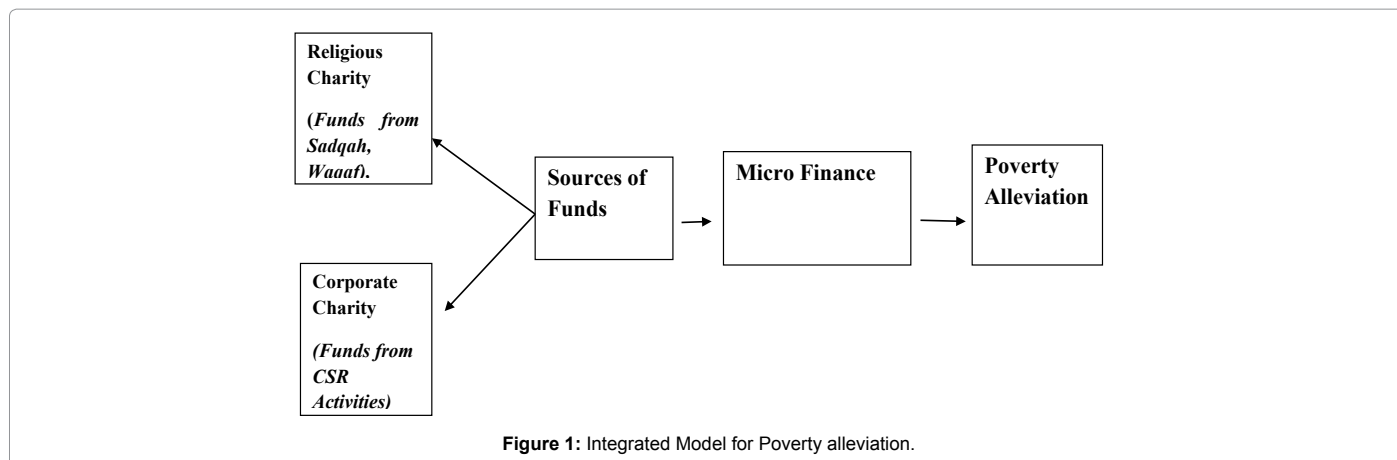 Religious
Charity
(Funds from
Sadqah,
Waqaf).
Sources of
Funds
Micro Finance
Poverty
Alleviation
Corporate
Charity
(Funds from
CSR
Activities)
Figure 1: Integrated Model for Poverty alleviation.